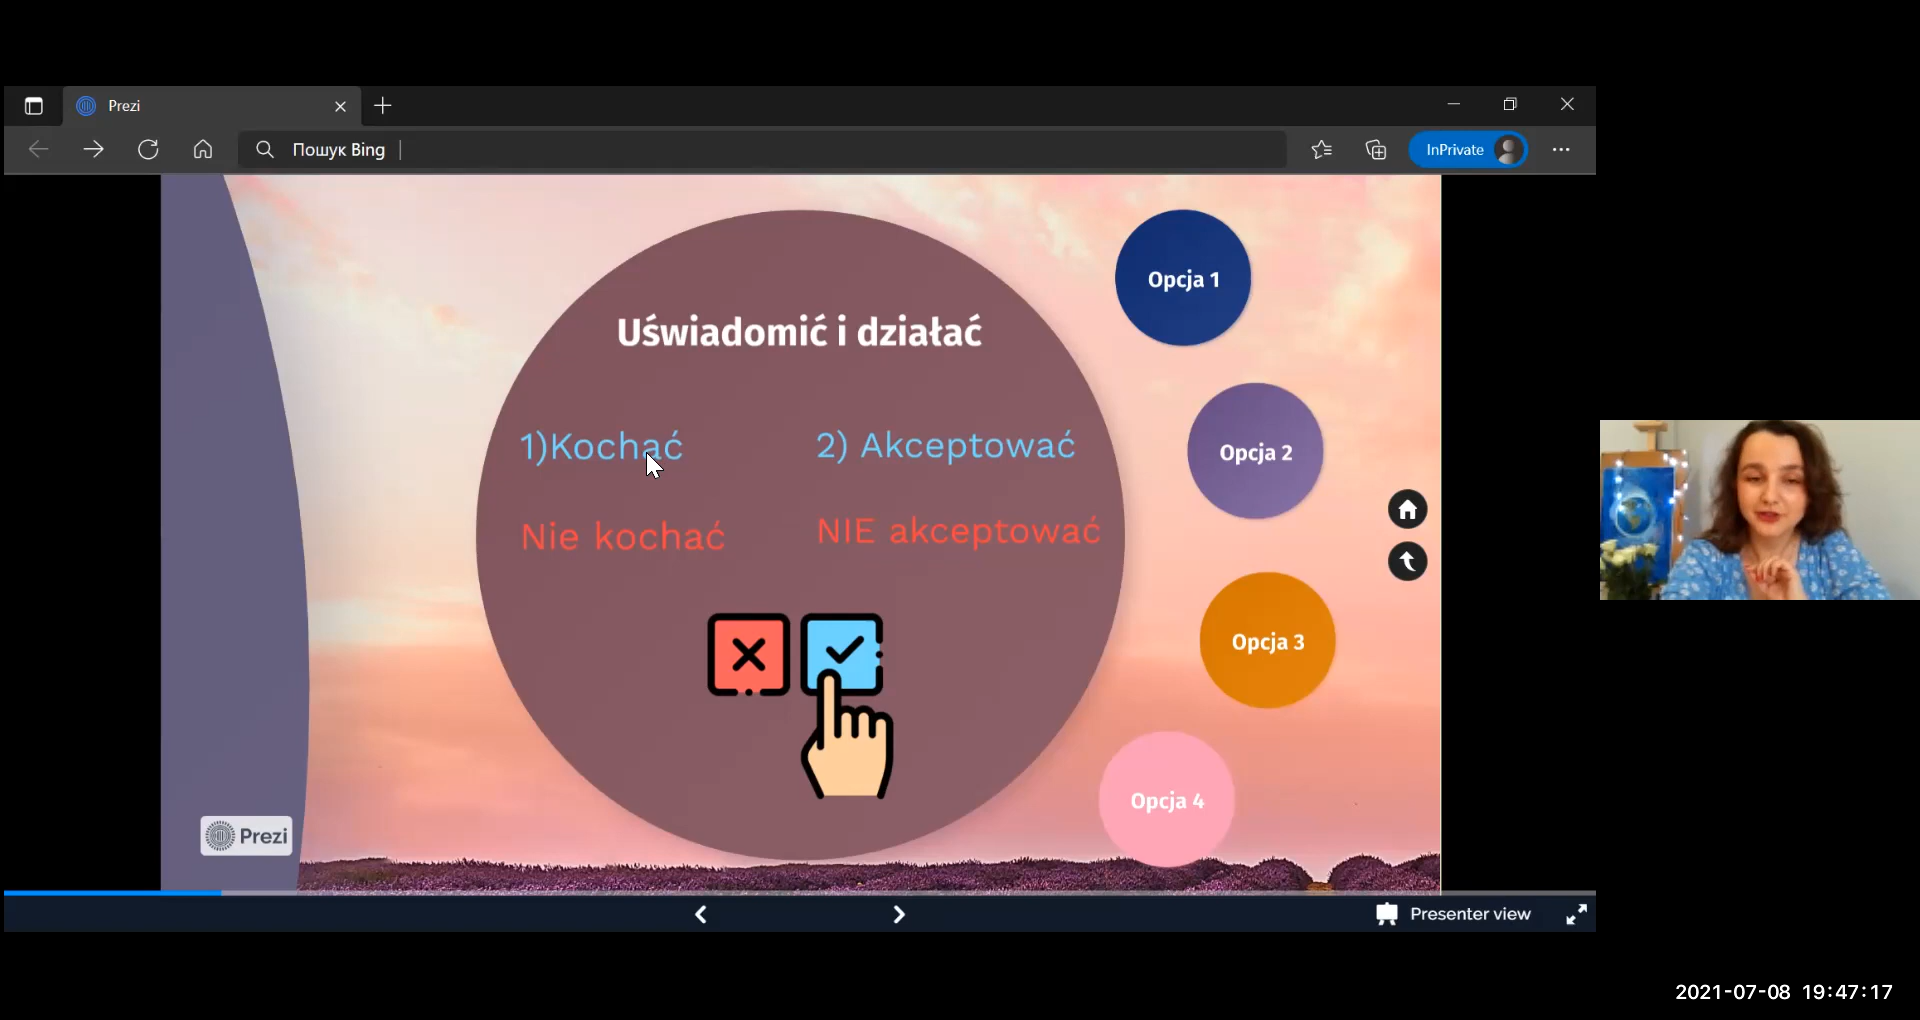 Prezi
Пошук Bing
InPrivate
Uświadomić i działać
1)Kochać
2) Akceptować
Nie kochać
NIE akceptować
Opcja 1
Opcja 2
Opcja 3
Opcja 4
Prezi
Presenter view
2021-07-08 19:47:17